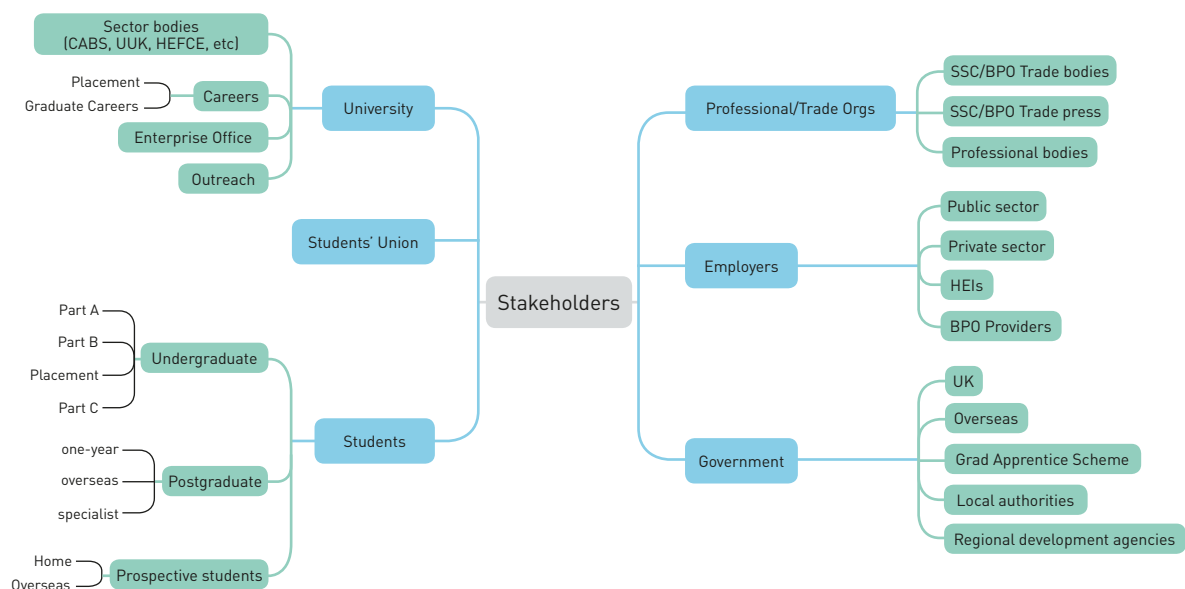 Sector bodies
(CABS, UUK, HEFCE, etc)
Placement
Graduate Careers
Careers
Enterprise Office
Outreach
University
Students’ Union
Stakeholders
Part A
Part B
Placement
Part C
Undergraduate
one-year
overseas
specialist
Postgraduate
Home
Overseas
Prospective students
Students
Professional/Trade Orgs
SSC/BPO Trade bodies
SSC/BPO Trade press
Professional bodies
Employers
Public sector
Private sector
HEIs
BPO Providers
Government
UK
Overseas
Grad Apprentice Scheme
Local authorities
Regional development agencies